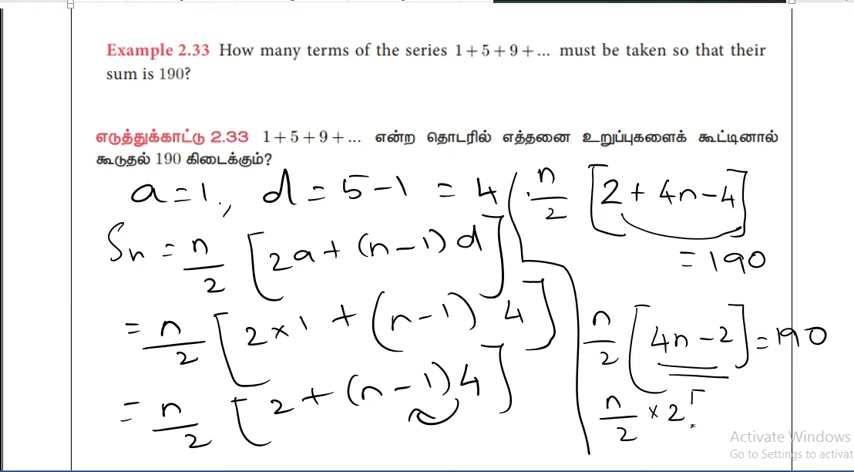 Example 2.33 How many terms of the series 1+5+9+... must be taken so that their
sum is 190?
எடுத்துக்காட்டு 2.33 1+5+9+... என்ற தொடரில் எத்தனை உறுப்புகளைக் கூட்டினால்
கூடுதல் 190 கிடைக்கும்?
a=1, d=5-1=4
Sn = n/2 [2a+(n-1)d]
= n/2 [2×1 + (n-1) 4]
= n/2 [2+(n-1)4]
n/2 [2+4n-4]
=190
n/2 [4n-2]=190
n/2 × 2[
Activate Windows
Go to Settings to activat